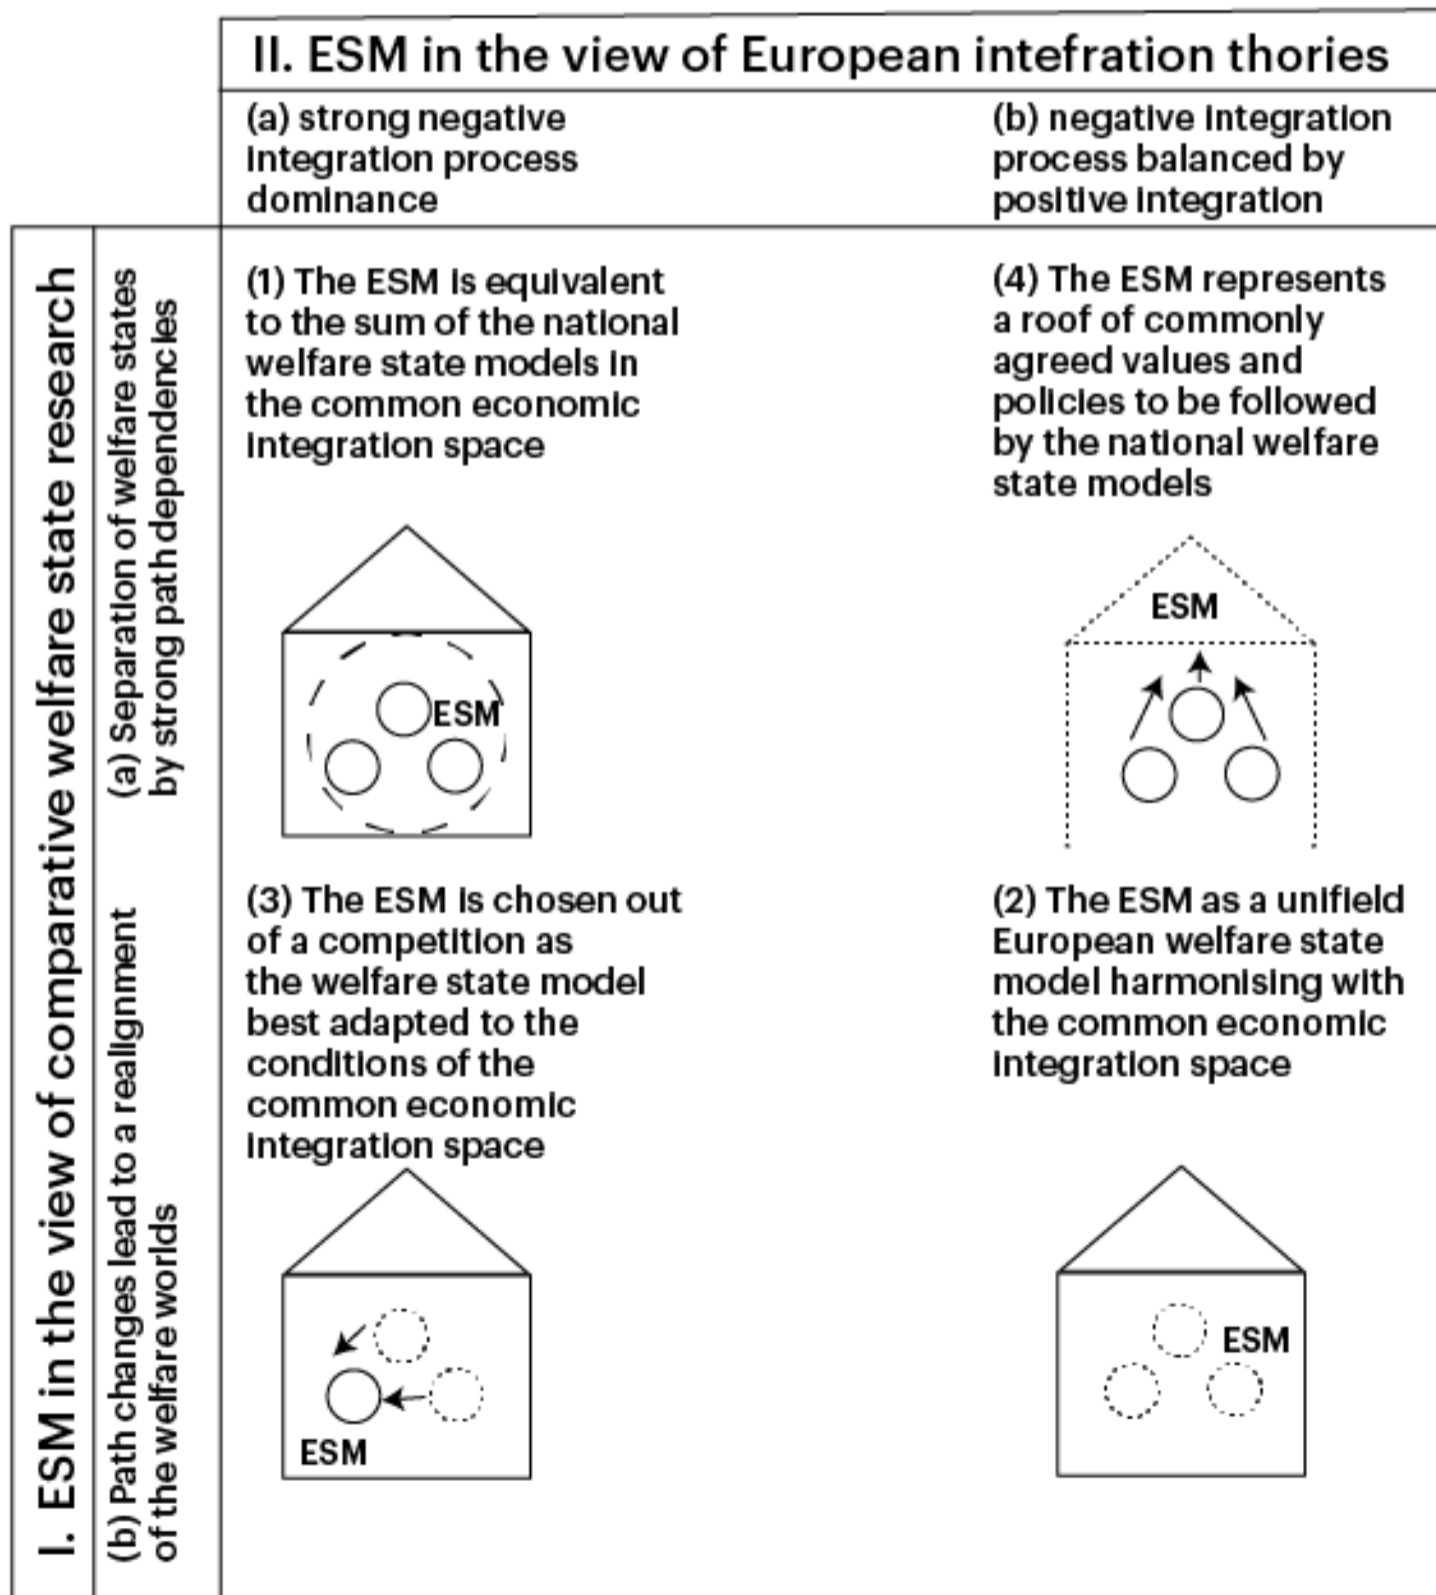 II. ESM in the view of European intefration thories
(a) strong negative
integration process
dominance
(b) negative integration
process balanced by
positive integration
I. ESM in the view of comparative welfare state research
(a) Separation of welfare states
by strong path dependencies
(1) The ESM is equivalent
to the sum of the national
welfare state models in
the common economic
integration space
ESM
(4) The ESM represents
a roof of commonly
agreed values and
policies to be followed
by the national welfare
state models
ESM
(b) Path changes lead to a realignment
of the welfare worlds
(3) The ESM is chosen out
of a competition as
the welfare state model
best adapted to the
conditions of the
common economic
integration space
ESM
(2) The ESM as a unifield
European welfare state
model harmonising with
the common economic
integration space
ESM